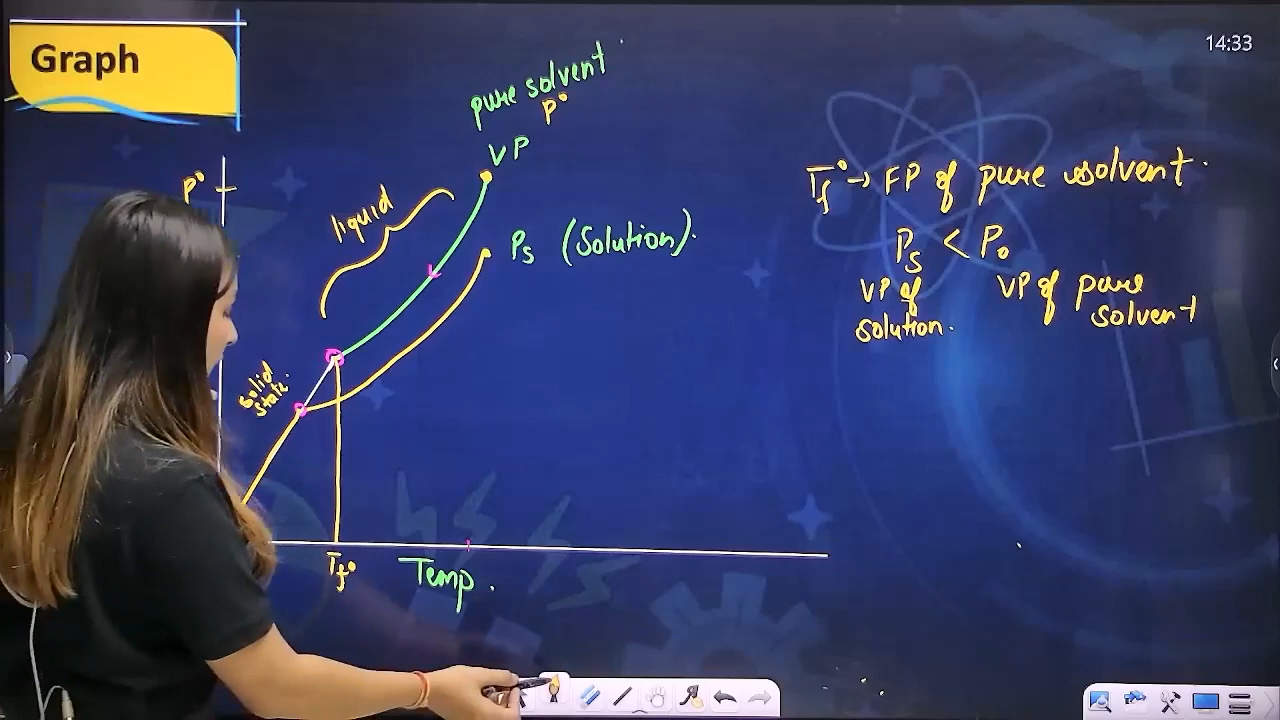 Graph
14:33
pure solvent
P°
VP
P°
liquid
Ps (Solution).
solid
state.
Tf°
Temp.
Tf° → FP of pure solvent.
Ps < Po
VP of
solution.
VP of pure
solvent